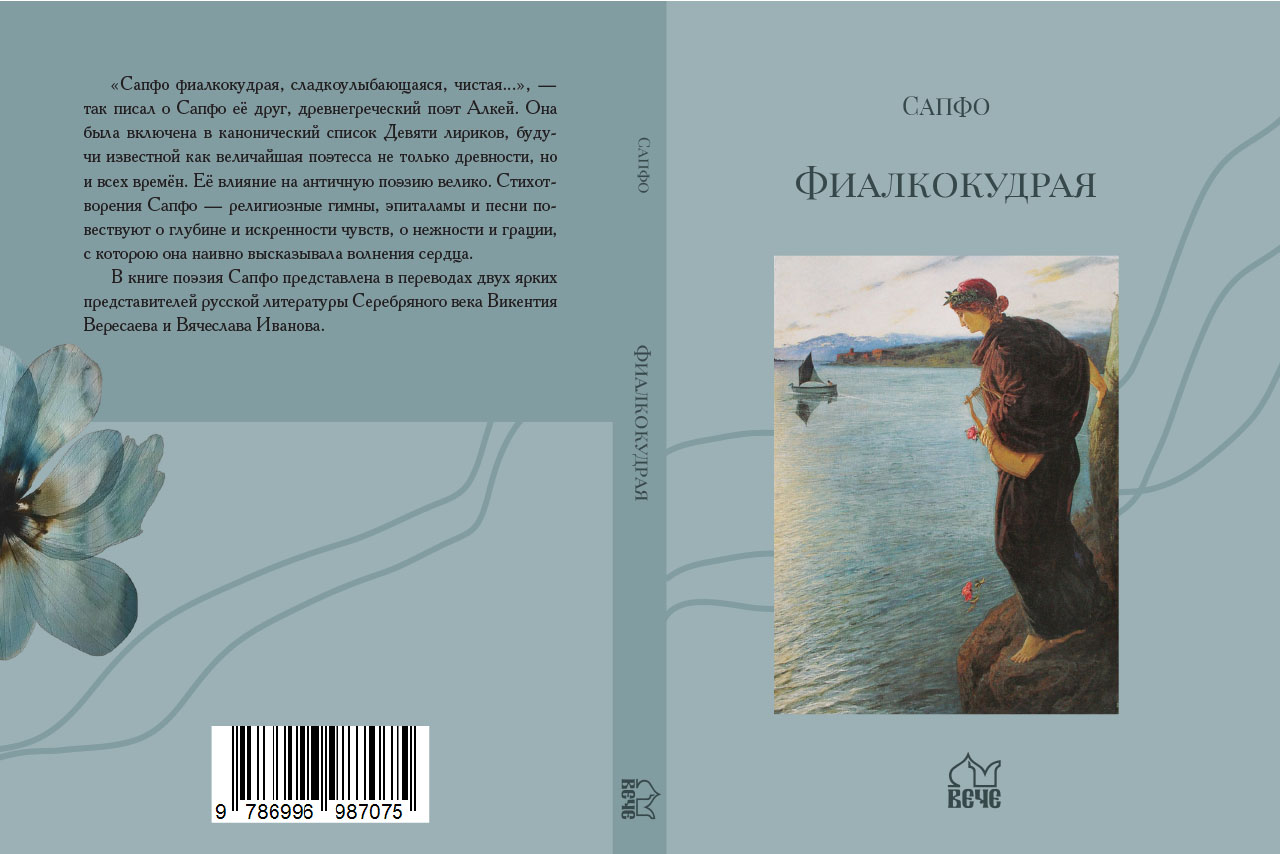 «Сапфо фиалкокудрая, сладкоулыбающаяся, чистая...», —
так писал о Сапфо её друг, древнегреческий поэт Алкей. Она
была включена в канонический список Девяти лириков, буду-
чи известной как величайшая поэтесса не только древности, но
и всех времён. Её влияние на античную поэзию велико. Стихот-
ворения Сапфо — религиозные гимны, эпиталамы и песни по-
вествуют о глубине и искренности чувств, о нежности и грации,
с которою она наивно высказывала волнения сердца.
В книге поэзия Сапфо представлена в переводах двух ярких
представителей русской литературы Серебряного века Викентия
Вересаева и Вячеслава Иванова.
9 786996 987075
Сапфо
Фиалкокудрая
ВЕЧЕ
Сапфо
Фиалкокудрая
ВЕЧЕ